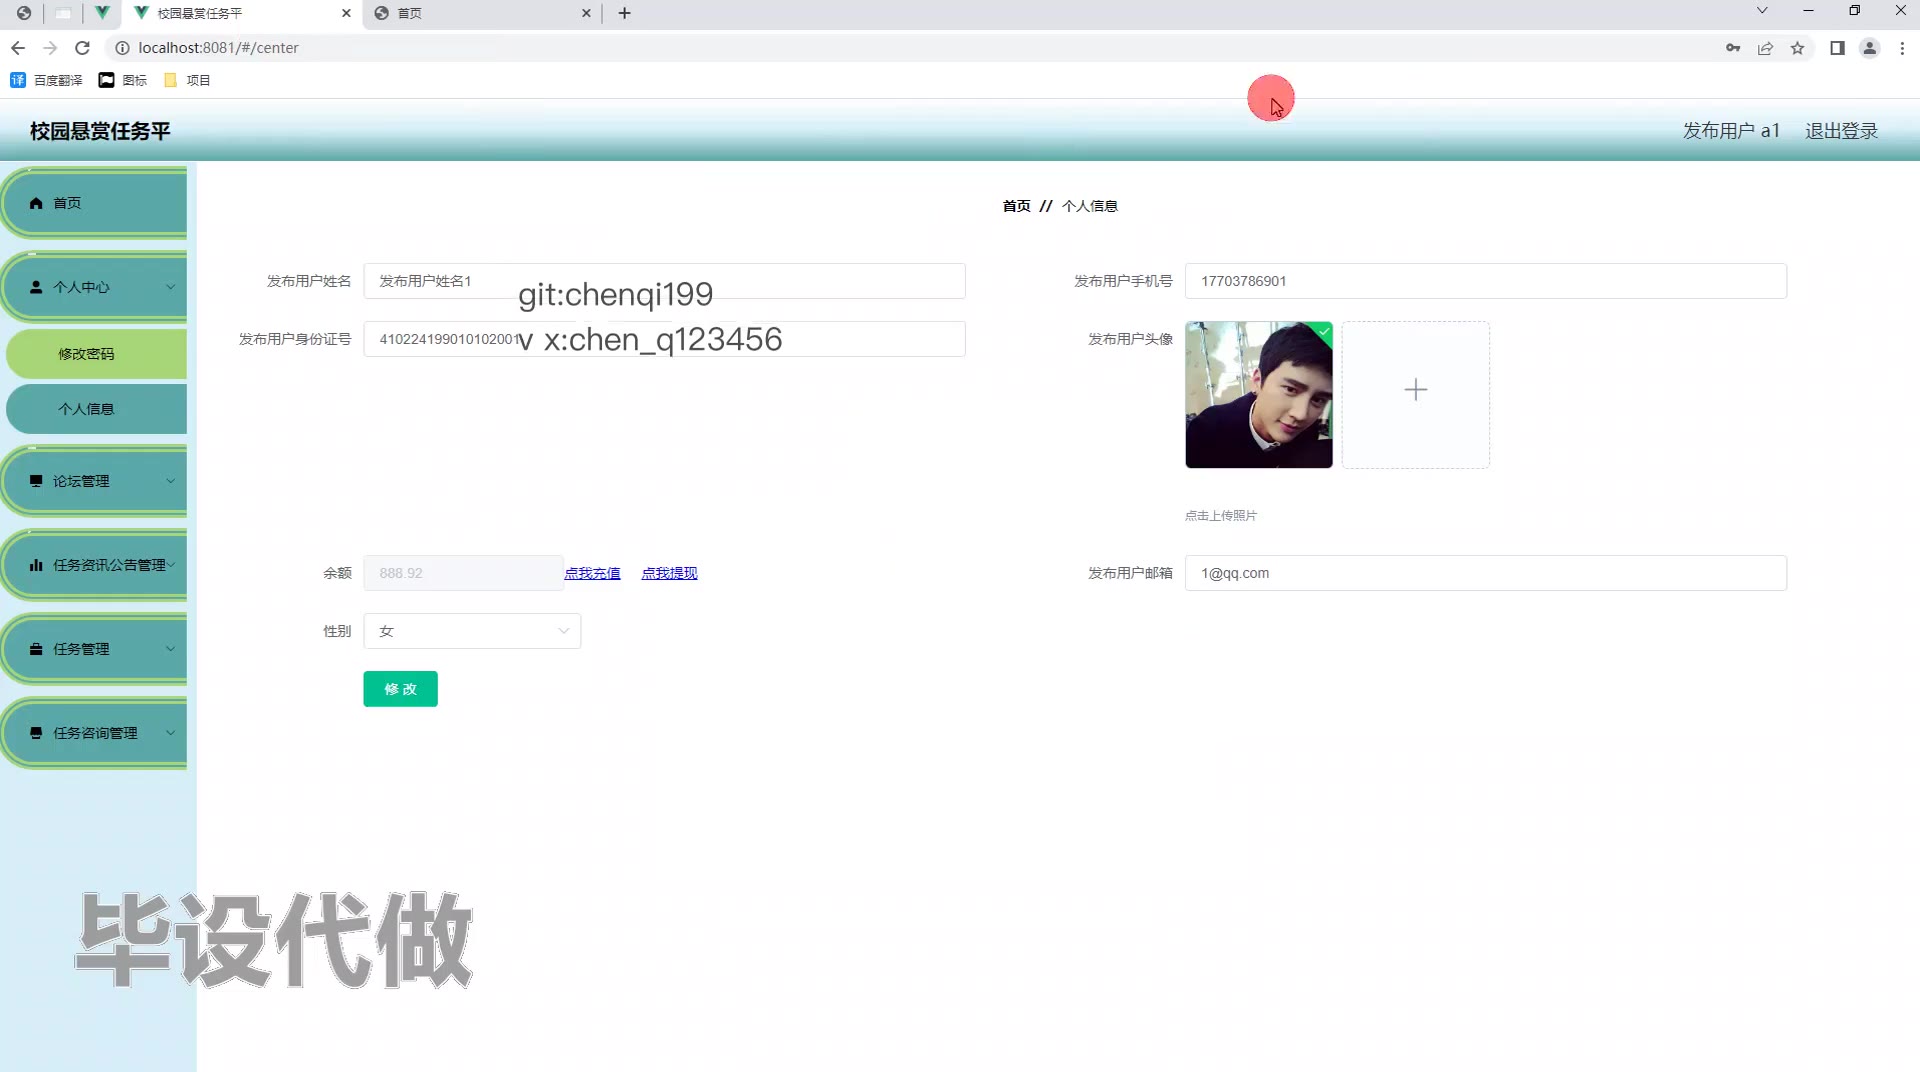 校园悬赏任务平
首页
localhost:8081/#/center
百度翻译
图标
项目
校园悬赏任务平
发布用户 a1
退出登录
首页
个人中心
修改密码
个人信息
论坛管理
任务资讯公告管理
任务管理
任务咨询管理
首页 // 个人信息
发布用户姓名 发布用户姓名1
发布用户手机号 17703786901
git:chenqi199
发布用户身份证号 410224199010102001
v x:chen_q123456
发布用户头像
点击上传照片
余额 888.92 点我充值 点我提现
发布用户邮箱 1@qq.com
性别 女
修改
毕设代做